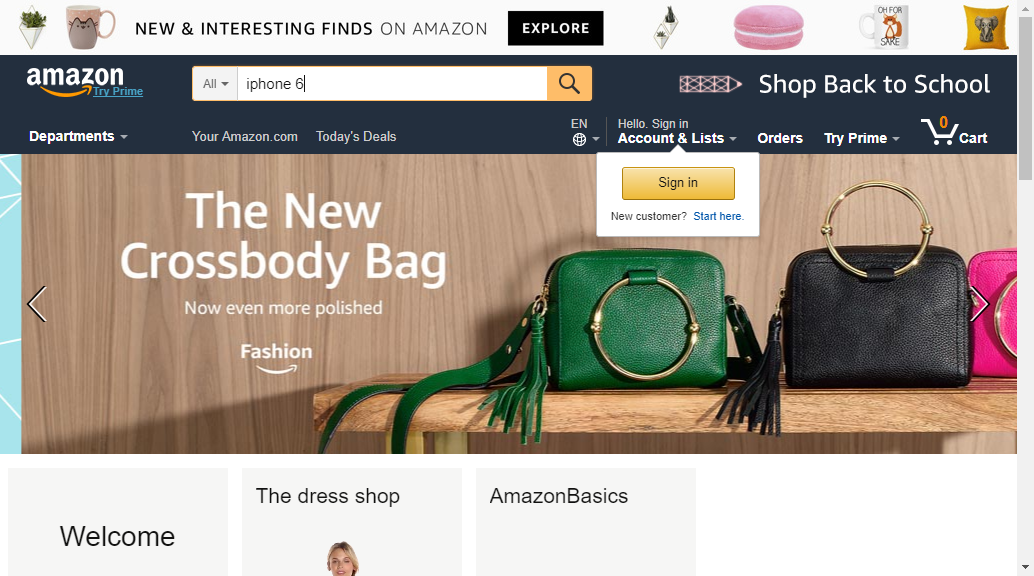 NEW & INTERESTING FINDS ON AMAZON EXPLORE
OH FOR
FOX
SAKE
amazon
Try Prime
All iphone 6
Shop Back to School
Departments Your Amazon.com Today's Deals
EN
Hello. Sign in
Account & Lists Orders Try Prime 0 Cart
Sign in
New customer? Start here.
The New
Crossbody Bag
Now even more polished
Fashion
Welcome
The dress shop
AmazonBasics